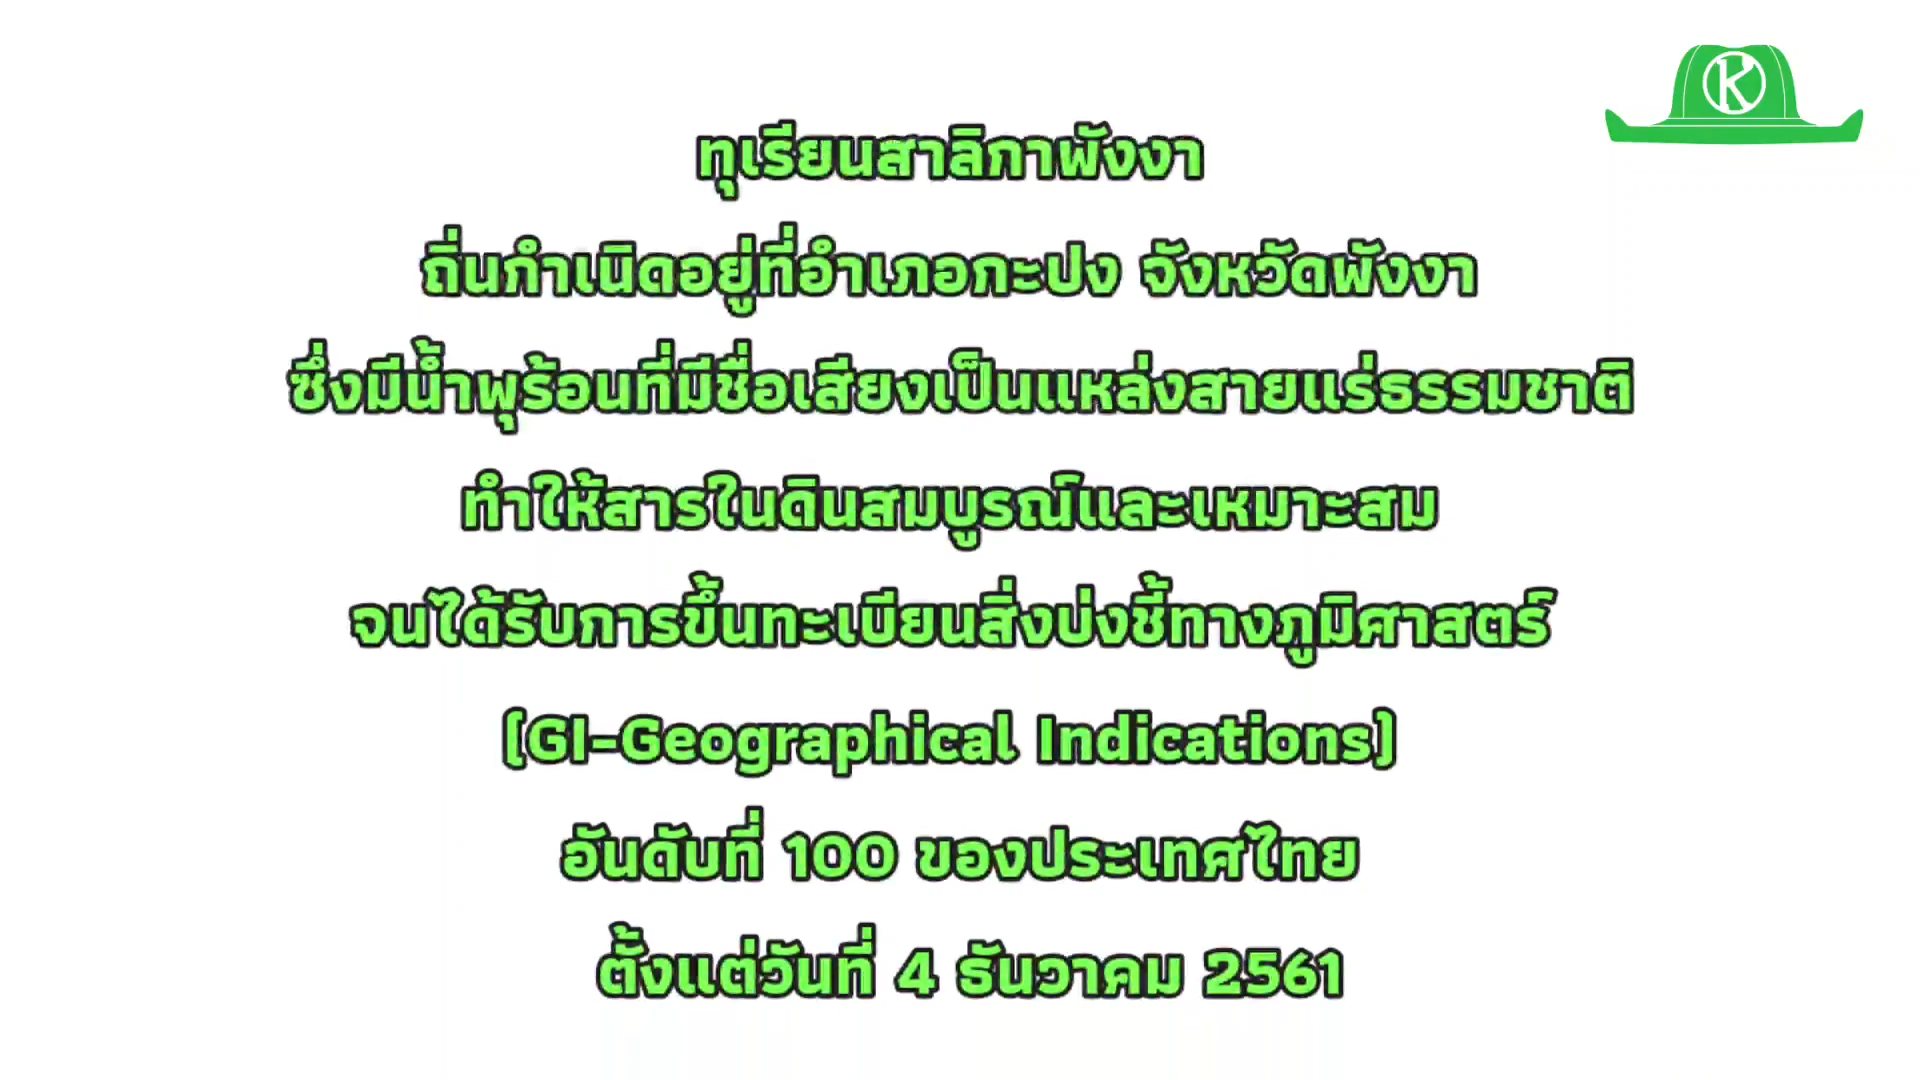 K
ทุเรียนสาลิกาพังงา
ถิ่นกำเนิดอยู่ที่อำเภอกะปง จังหวัดพังงา
ซึ่งมีน้ำพุร้อนที่มีชื่อเสียงเป็นแหล่งสายแร่ธรรมชาติ
ทำให้สารในดินสมบูรณ์และเหมาะสม
จนได้รับการขึ้นทะเบียนสิ่งบ่งชี้ทางภูมิศาสตร์
(GI-Geographical Indications)
อันดับที่ 100 ของประเทศไทย
ตั้งแต่วันที่ 4 ธันวาคม 2561